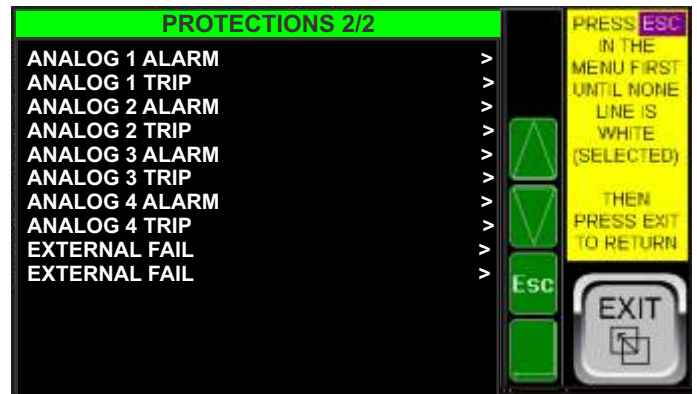 PROTECTIONS 2/2
ANALOG 1 ALARM >
ANALOG 1 TRIP >
ANALOG 2 ALARM >
ANALOG 2 TRIP >
ANALOG 3 ALARM >
ANALOG 3 TRIP >
ANALOG 4 ALARM >
ANALOG 4 TRIP >
EXTERNAL FAIL >
EXTERNAL FAIL >
Esc
PRESS ESC
IN THE
MENU FIRST
UNTIL NONE
LINE IS
WHITE
(SELECTED)
THEN
PRESS EXIT
TO RETURN
EXIT